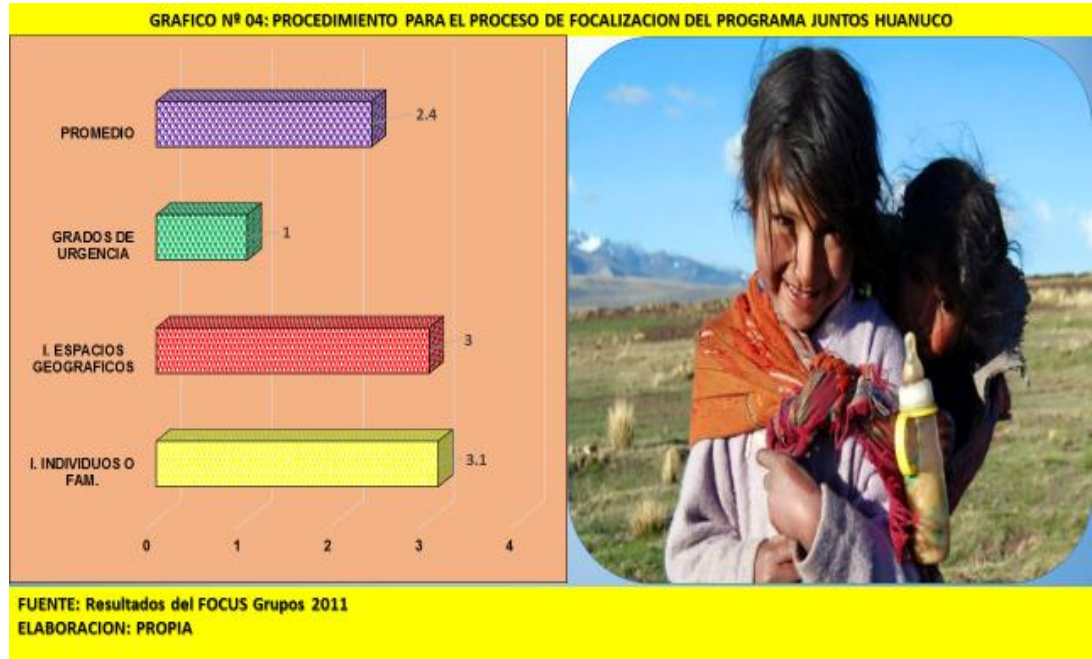 GRAFICO Nº 04: PROCEDIMIENTO PARA EL PROCESO DE FOCALIZACION DEL PROGRAMA JUNTOS HUANUCO
PROMEDIO
2.4
GRADOS DE
URGENCIA
1
I. ESPACIOS
GEOGRAFICOS
3
I. INDIVIDUOS O
FAM.
3.1
0 1 2 3 4
FUENTE: Resultados del FOCUS Grupos 2011
ELABORACION: PROPIA